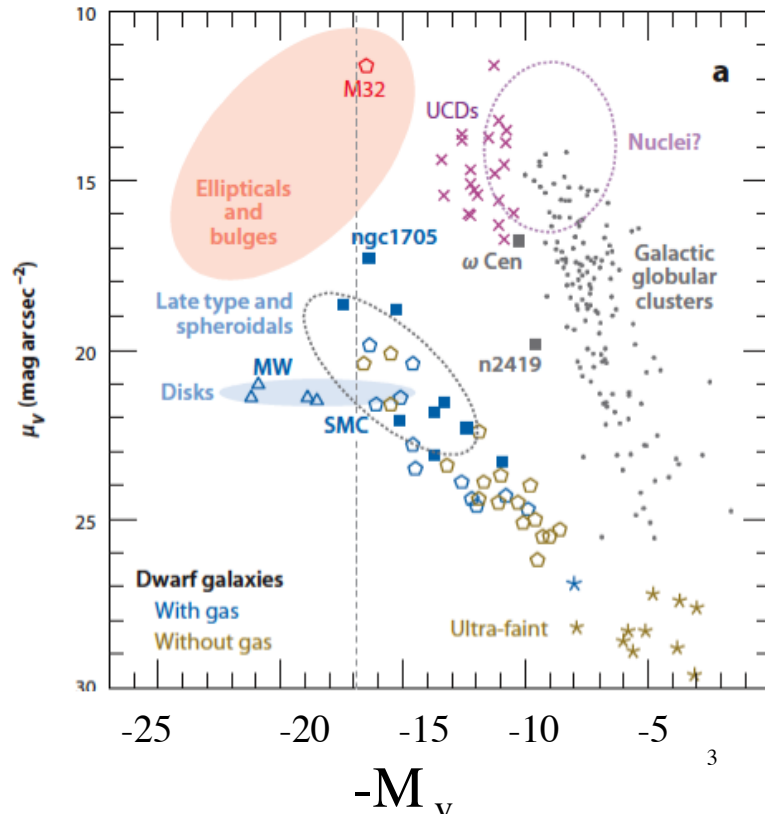 10
15
20
25
30
μv (mag arcsec⁻²)
a
M32
UCDs
Nuclei?
Ellipticals
and
bulges
ngc1705
ω Cen
Galactic
globular
clusters
Late type and
spheroidals
n2419
MW
Disks
SMC
Dwarf galaxies
With gas
Without gas
Ultra-faint
-25 -20 -15 -10 -5
3
-Mv